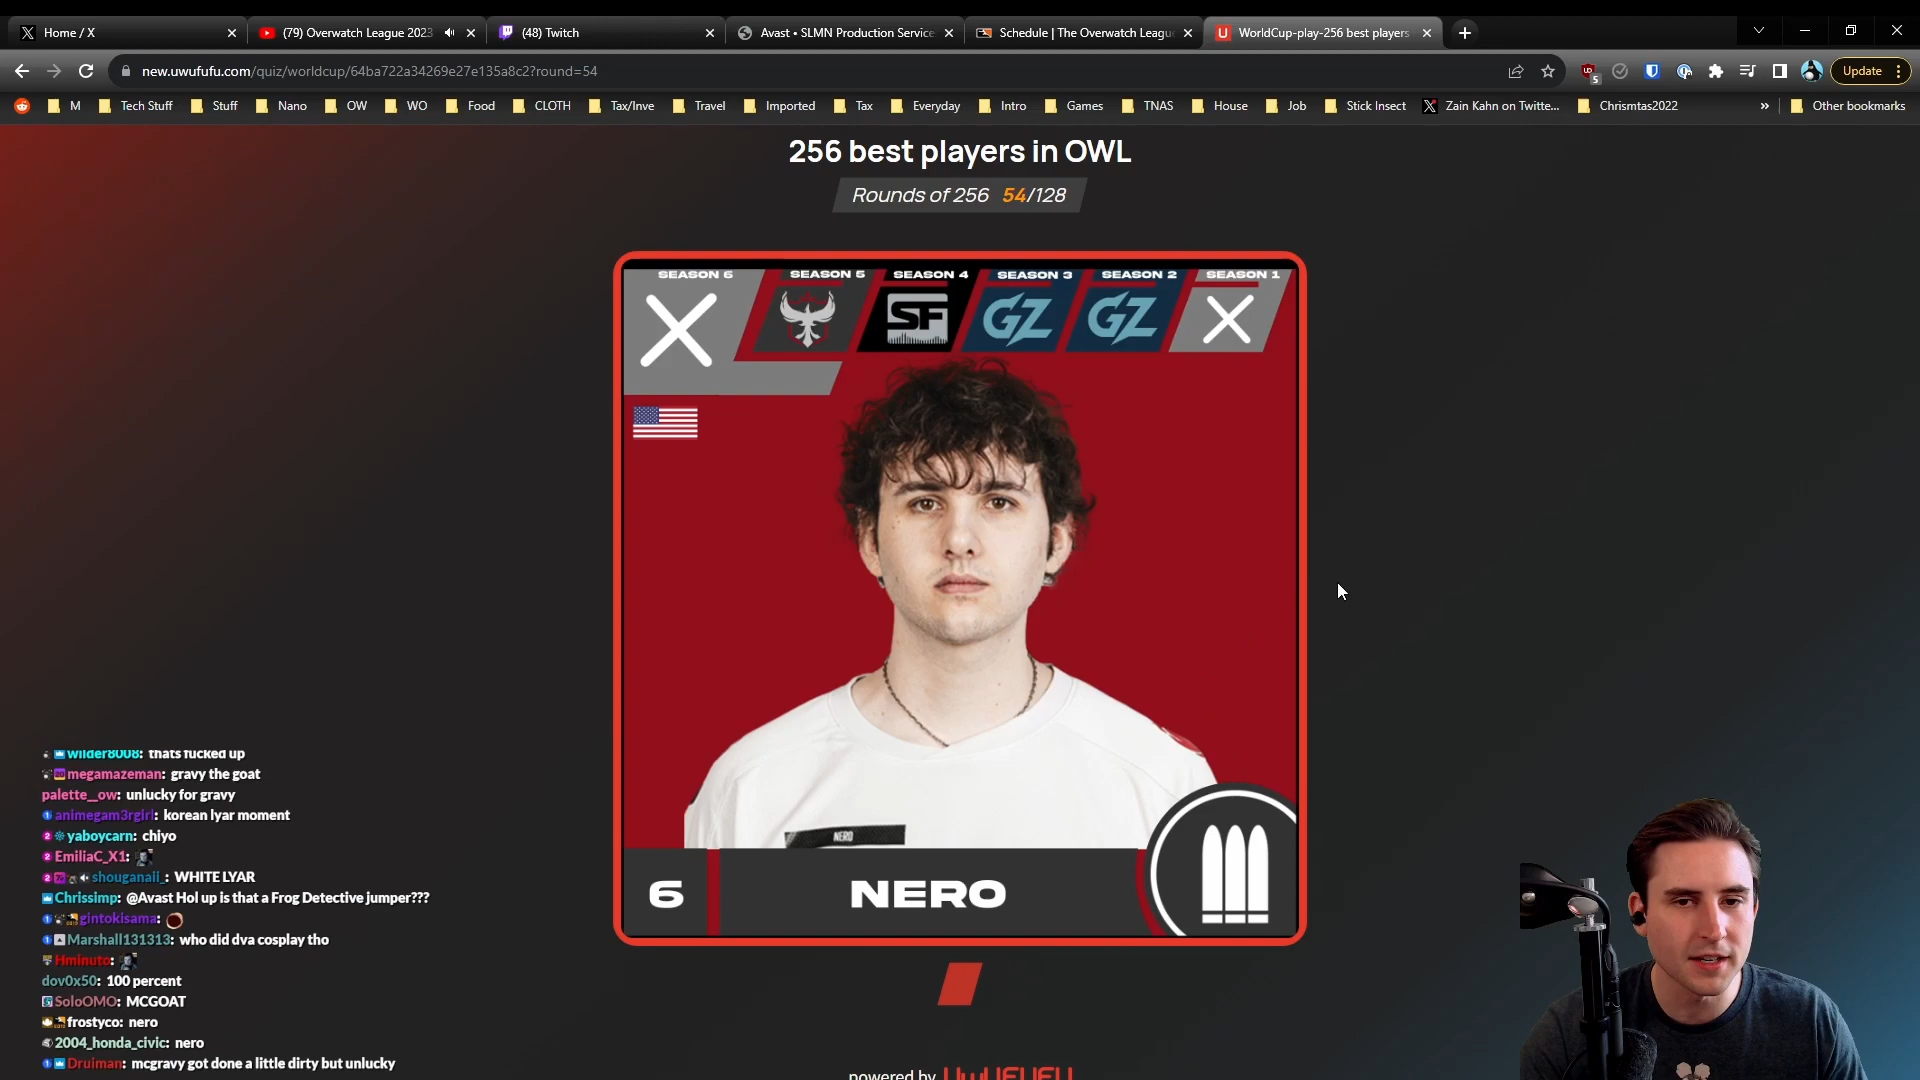 Home / X
(79) Overwatch League 2023
(48) Twitch
Avast • SLMN Production Service
Schedule | The Overwatch Leagu
WorldCup-play-256 best players
new.uwufufu.com/quiz/worldcup/64ba722a34269e27e135a8c2?round=54
5
Update
M
Tech Stuff
Stuff
Nano
OW
WO
Food
CLOTH
Tax/Inve
Travel
Imported
Tax
Everyday
Intro
Games
TNAS
House
Job
Stick Insect
Zain Kahn on Twitte...
Chrismtas2022
Other bookmarks
256 best players in OWL
Rounds of 256 54/128
SEASON 6
SEASON 5
SEASON 4
SEASON 3
SEASON 2
SEASON 1
SF
GZ
GZ
NERO
6
NERO
powered by UwUFUFU
wilder8008: thats fucked up
megamazeman: gravy the goat
palette_ow: unlucky for gravy
animegam3rgirl: korean lyar moment
yaboycarn: chiyo
EmiliaC_X1:
shouganaii_: WHITE LYAR
Chrissimp: @Avast Hol up is that a Frog Detective jumper???
gintokisama:
Marshall131313: who did dva cosplay tho
Hminuto:
dov0x50: 100 percent
SoloOMO: MCGOAT
frostyco: nero
2004_honda_civic: nero
Druiman: mcgravy got done a little dirty but unlucky